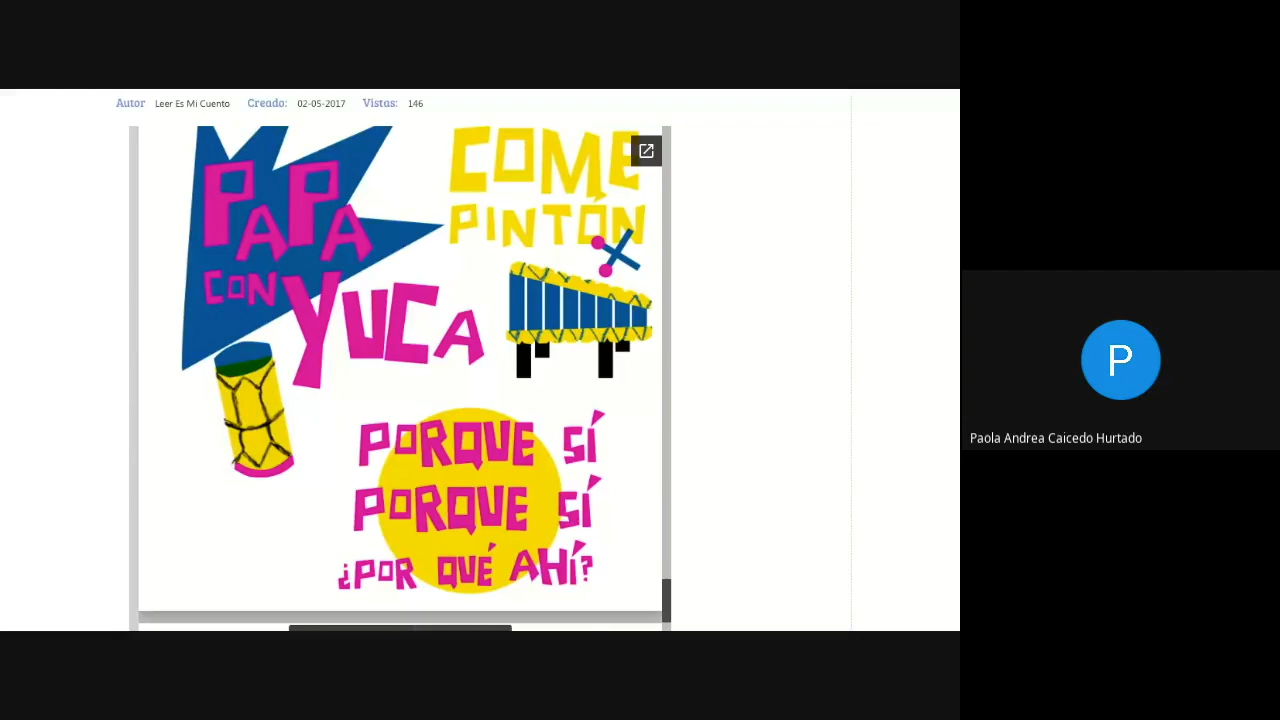 Autor Leer Es Mi Cuento Creado: 02-05-2017 Vistas: 146
PAPA
CON YUCA
COME
PINTÓN
PORQUE SÍ
PORQUE SÍ
¿POR QUÉ AHÍ?
P
Paola Andrea Caicedo Hurtado